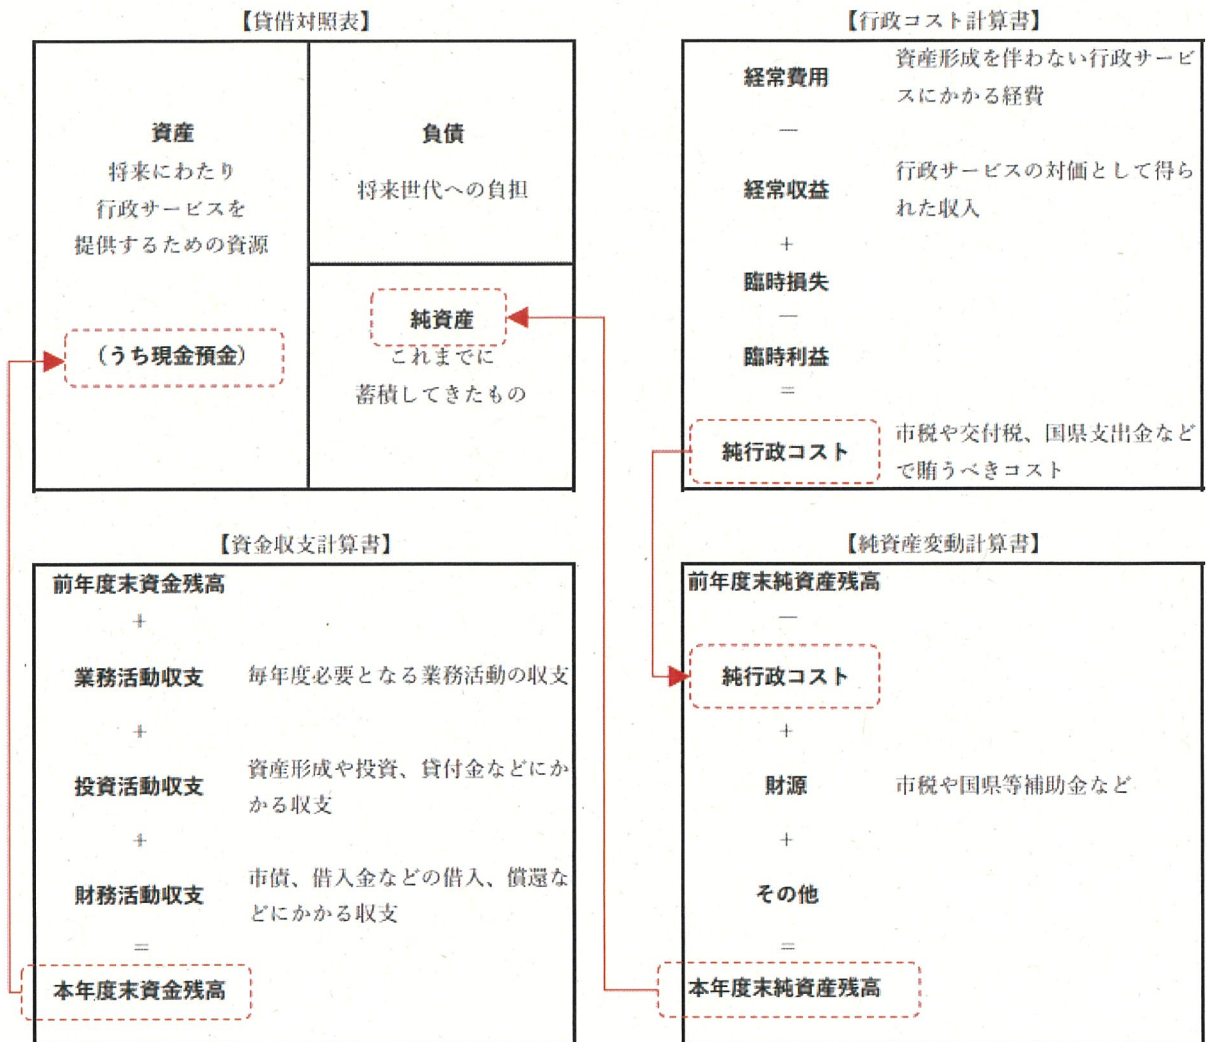 【貸借対照表】
資産
将来にわたり
行政サービスを
提供するための資源
（うち現金預金）
負債
将来世代への負担
純資産
これまでに
蓄積してきたもの
【行政コスト計算書】
経常費用
資産形成を伴わない行政サービ
スにかかる経費
―
経常収益
行政サービスの対価として得ら
れた収入
+
臨時損失
―
臨時利益
=
純行政コスト
市税や交付税、国県支出金など
で賄うべきコスト
【資金収支計算書】
前年度末資金残高
+
業務活動収支
毎年度必要となる業務活動の収支
+
投資活動収支
資産形成や投資、貸付金などにか
かる収支
+
財務活動収支
市債、借入金などの借入、償還な
どにかかる収支
=
本年度末資金残高
【純資産変動計算書】
前年度末純資産残高
―
純行政コスト
+
財源
市税や国県等補助金など
+
その他
=
本年度末純資産残高